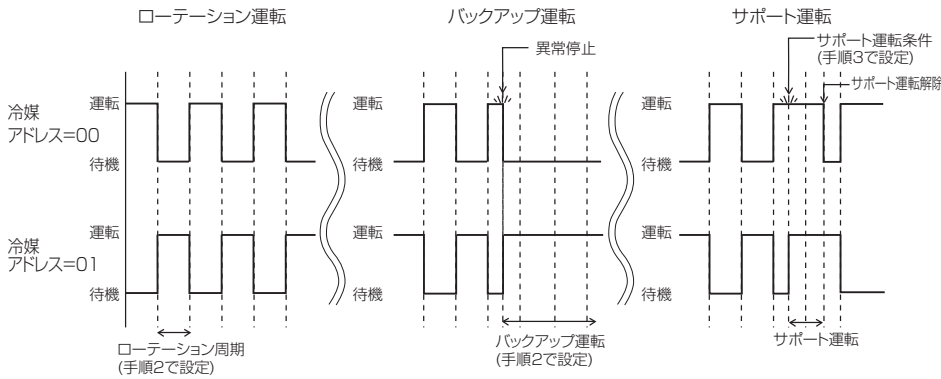 ローテーション運転
バックアップ運転
サポート運転
異常停止
サポート運転条件
(手順3で設定)
サポート運転解除
冷媒
アドレス=00
運転
待機
運転
待機
運転
待機
冷媒
アドレス=01
運転
待機
運転
待機
運転
待機
ローテーション周期
(手順2で設定)
バックアップ運転
(手順2で設定)
サポート運転